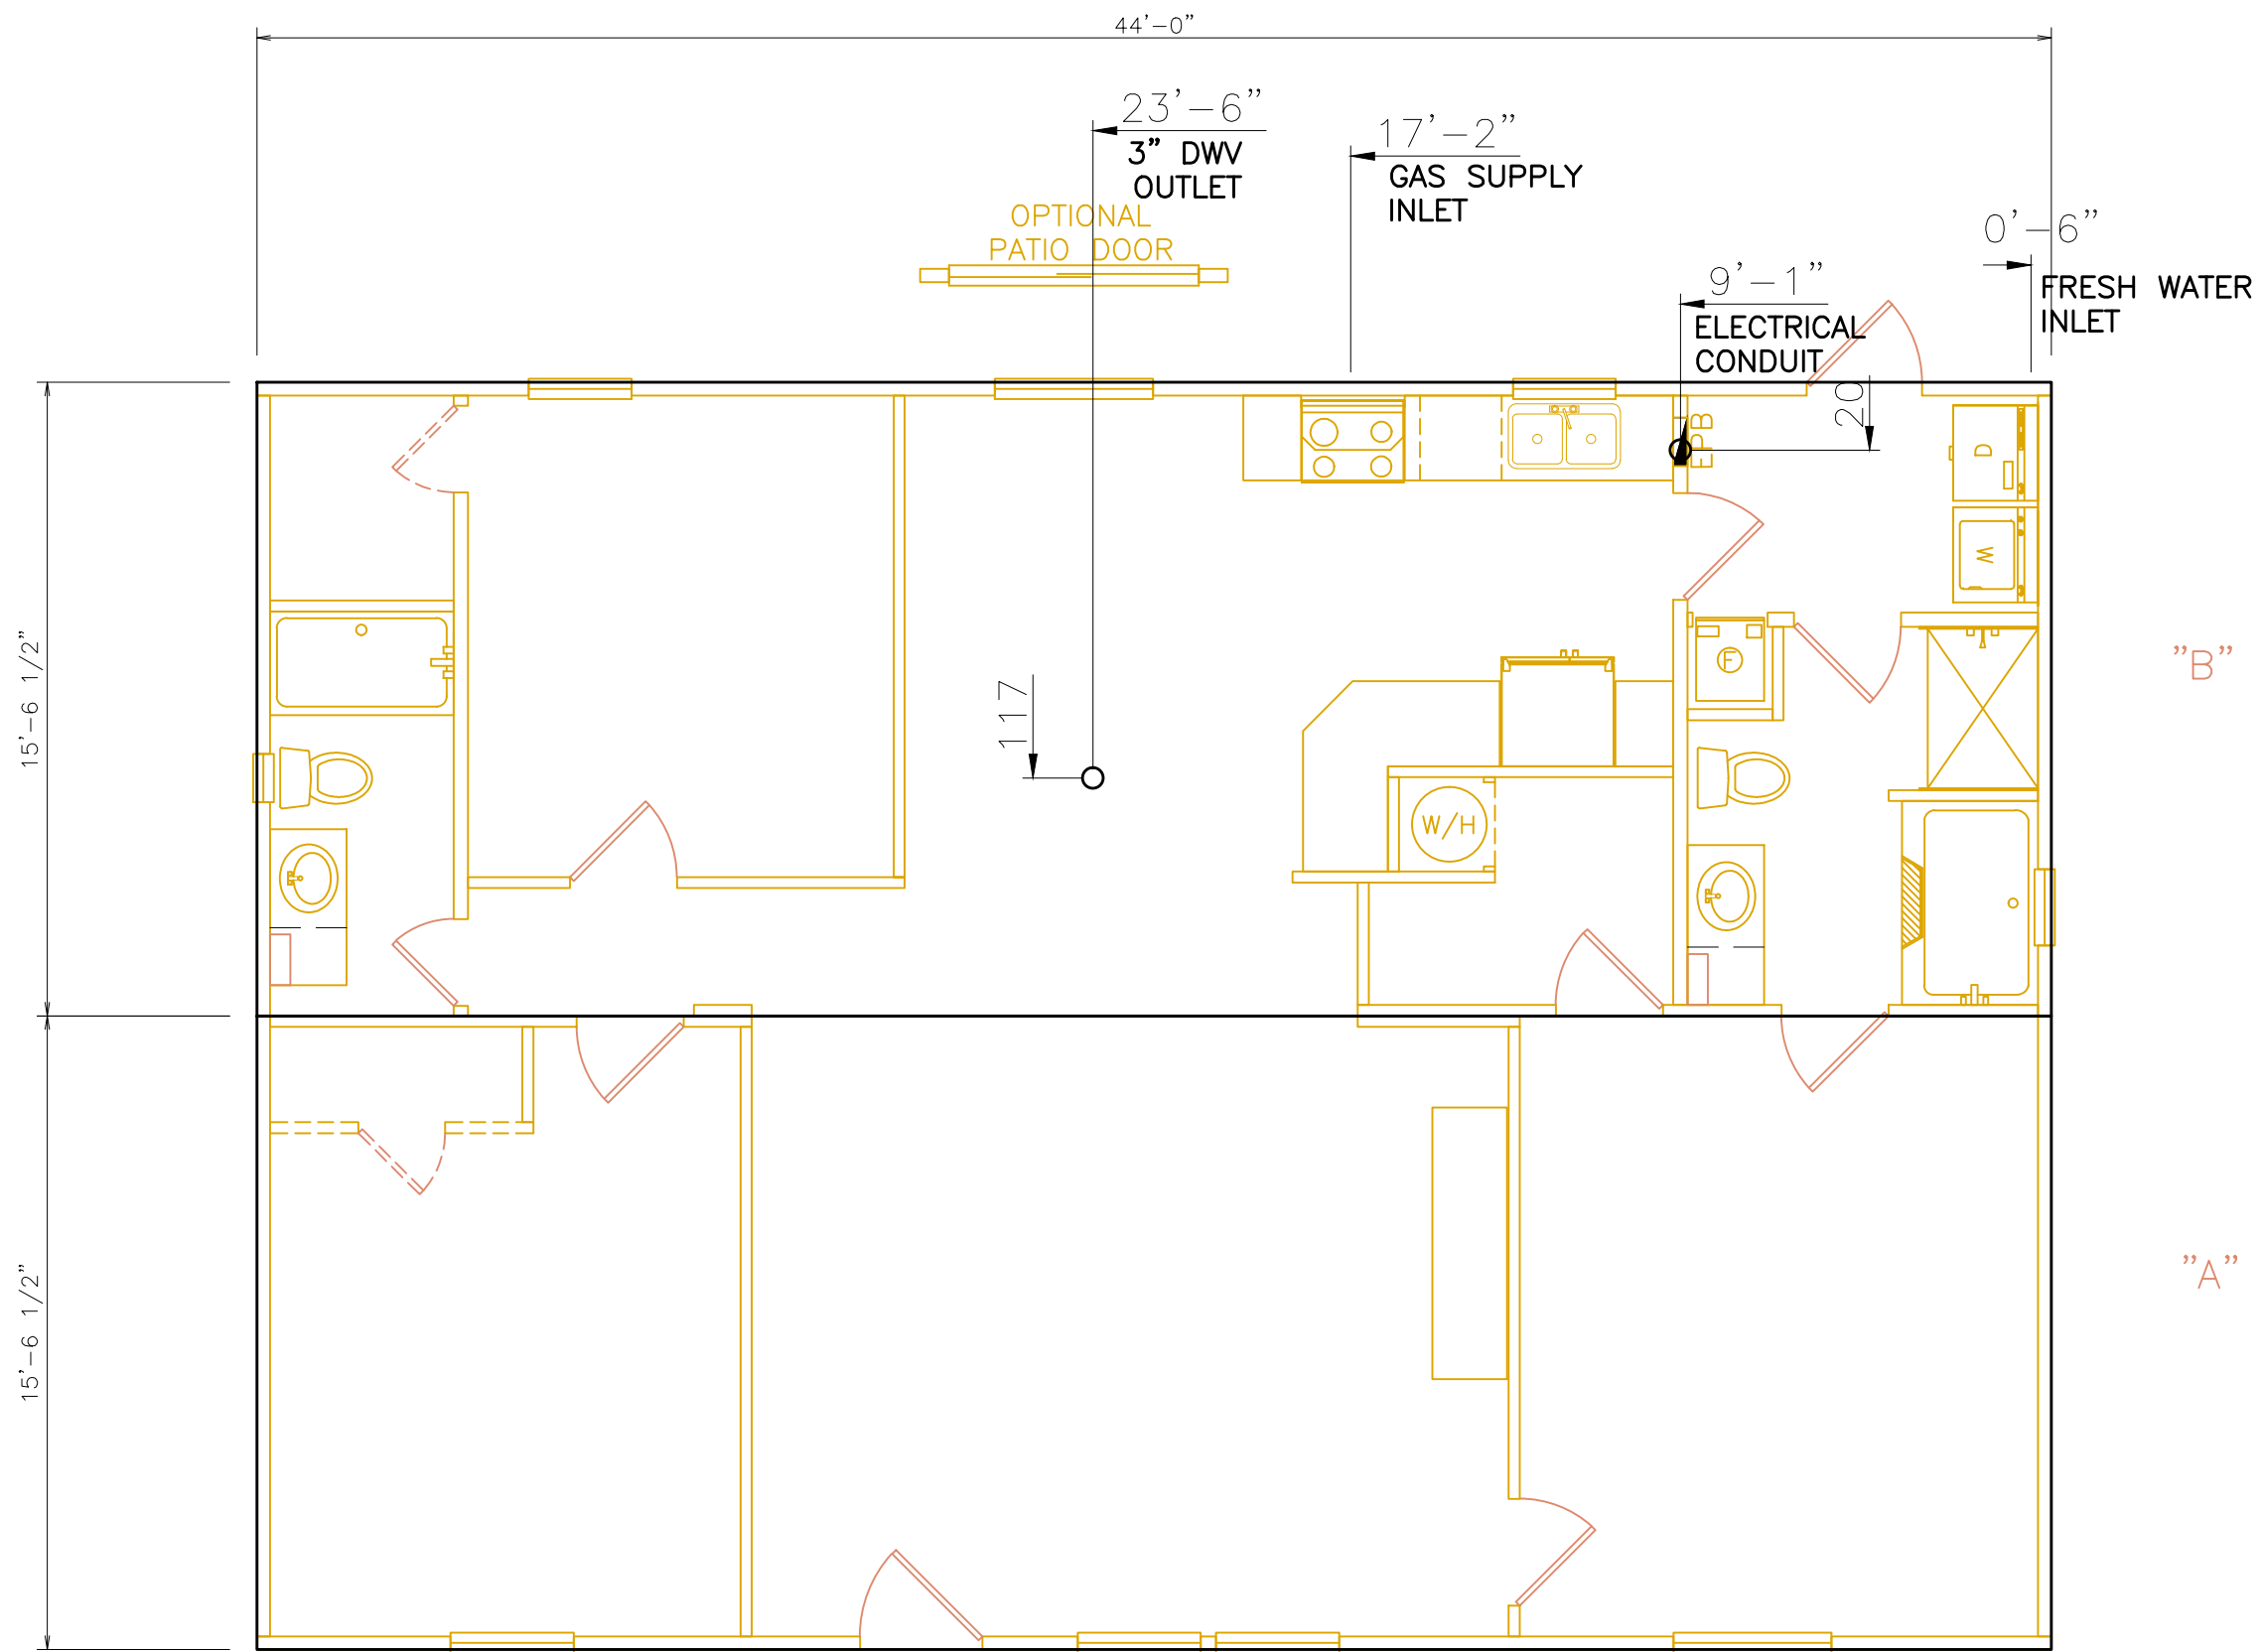 44'-0"
23'-6"
3" DWV
OUTLET
17'-2"
GAS SUPPLY
INLET
OPTIONAL
PATIO DOOR
0'-6"
FRESH WATER
INLET
9'-1"
ELECTRICAL
CONDUIT
20
EPB
D
W
15'-6 1/2"
F
"B"
117
W/H
15'-6 1/2"
"A"